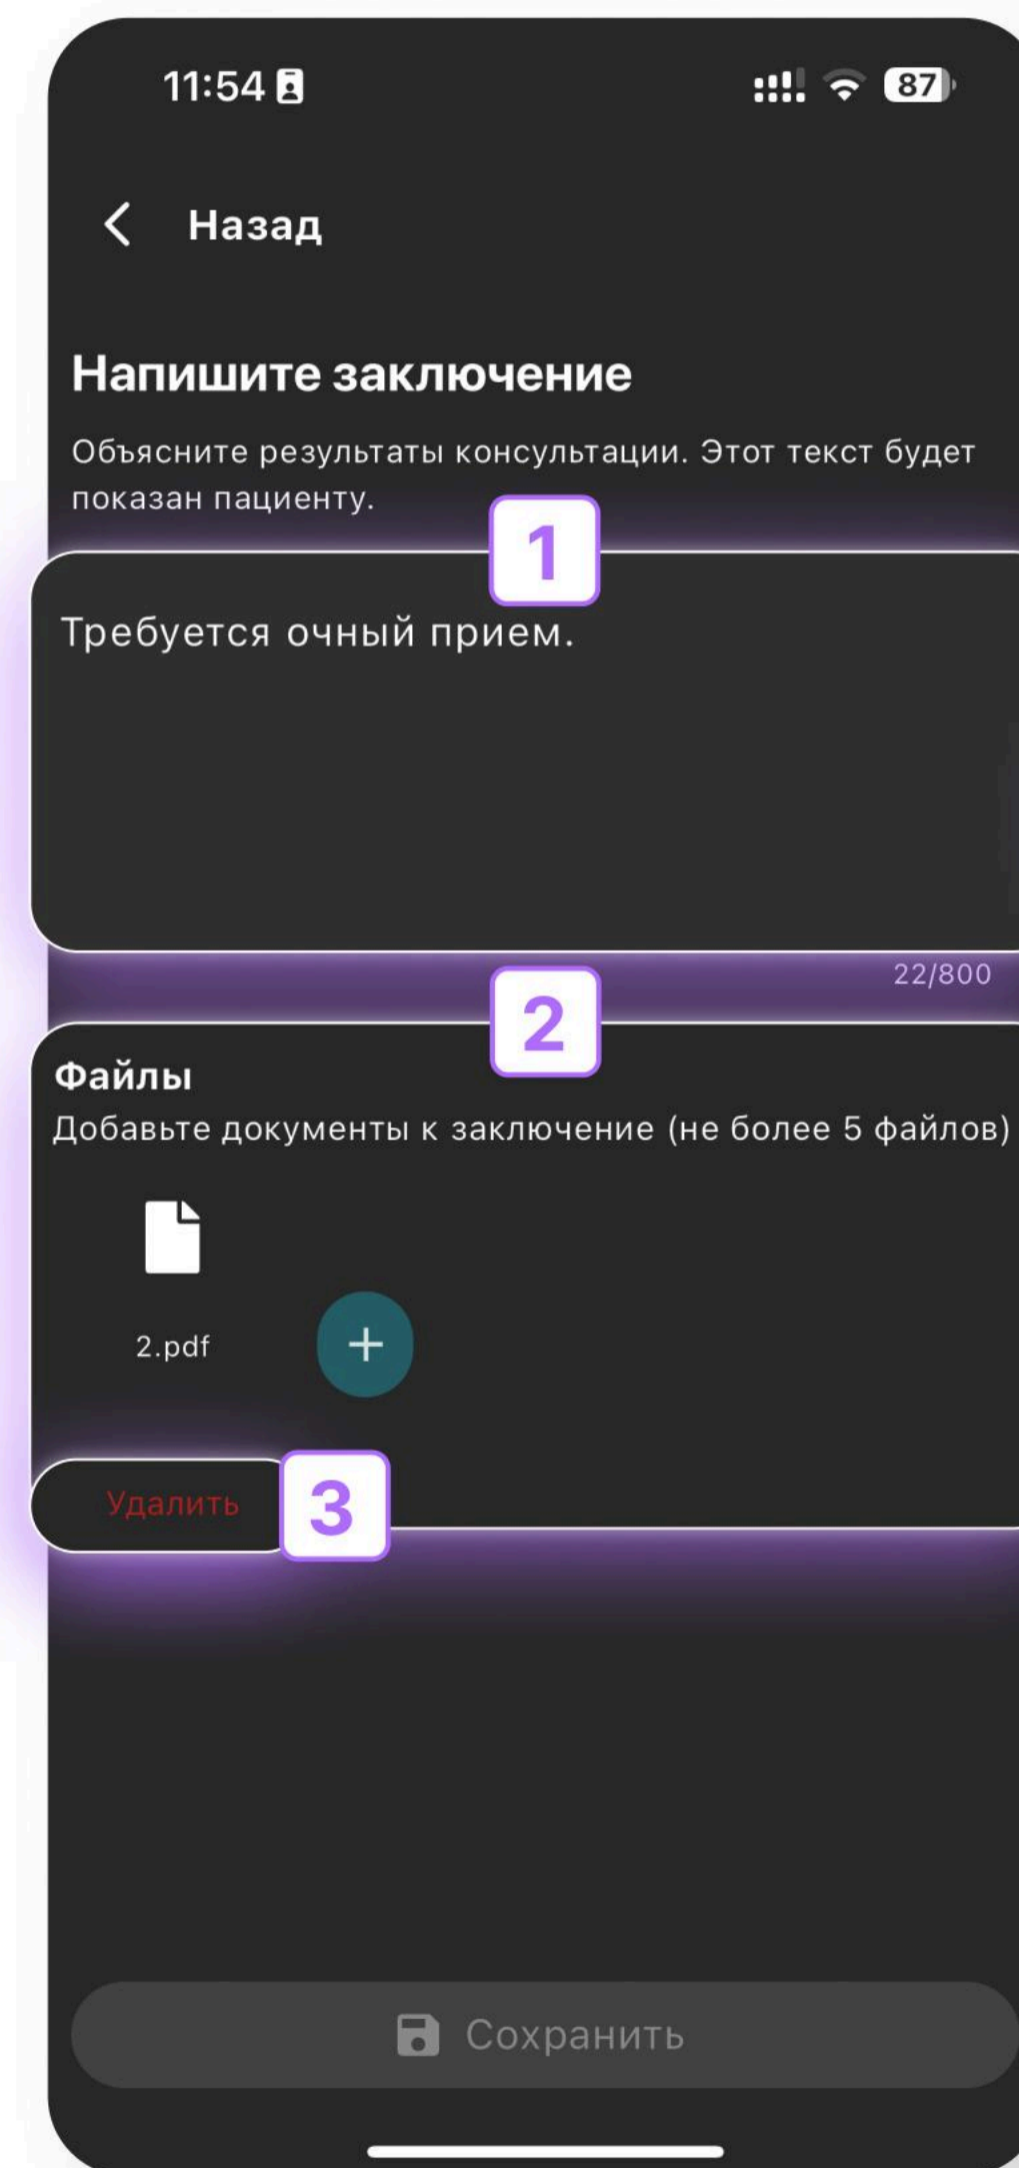 11:54
87
Назад
Напишите заключение
Объясните результаты консультации. Этот текст будет
показан пациенту.
1
Требуется очный прием.
22/800
2
Файлы
Добавьте документы к заключение (не более 5 файлов)
2.pdf
Удалить
3
Сохранить